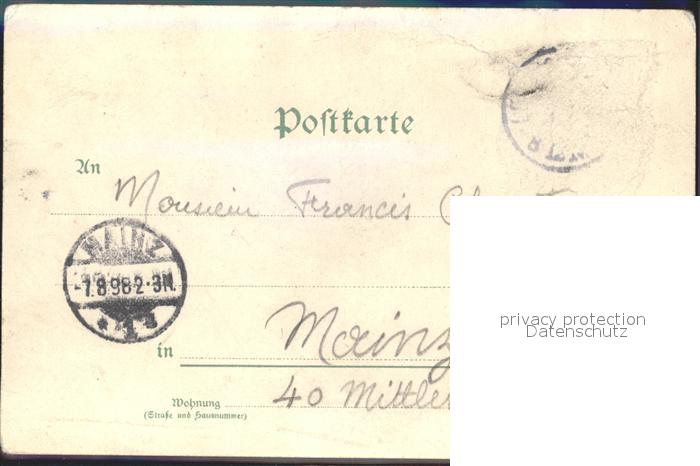 Postkarte
An
Monsieur Francis
MAINZ
7.8.98.2-3N.
in Mainz
privacy protection
Datenschutz
Wohnung
(Straße und Hausnummer)
40 Mittler